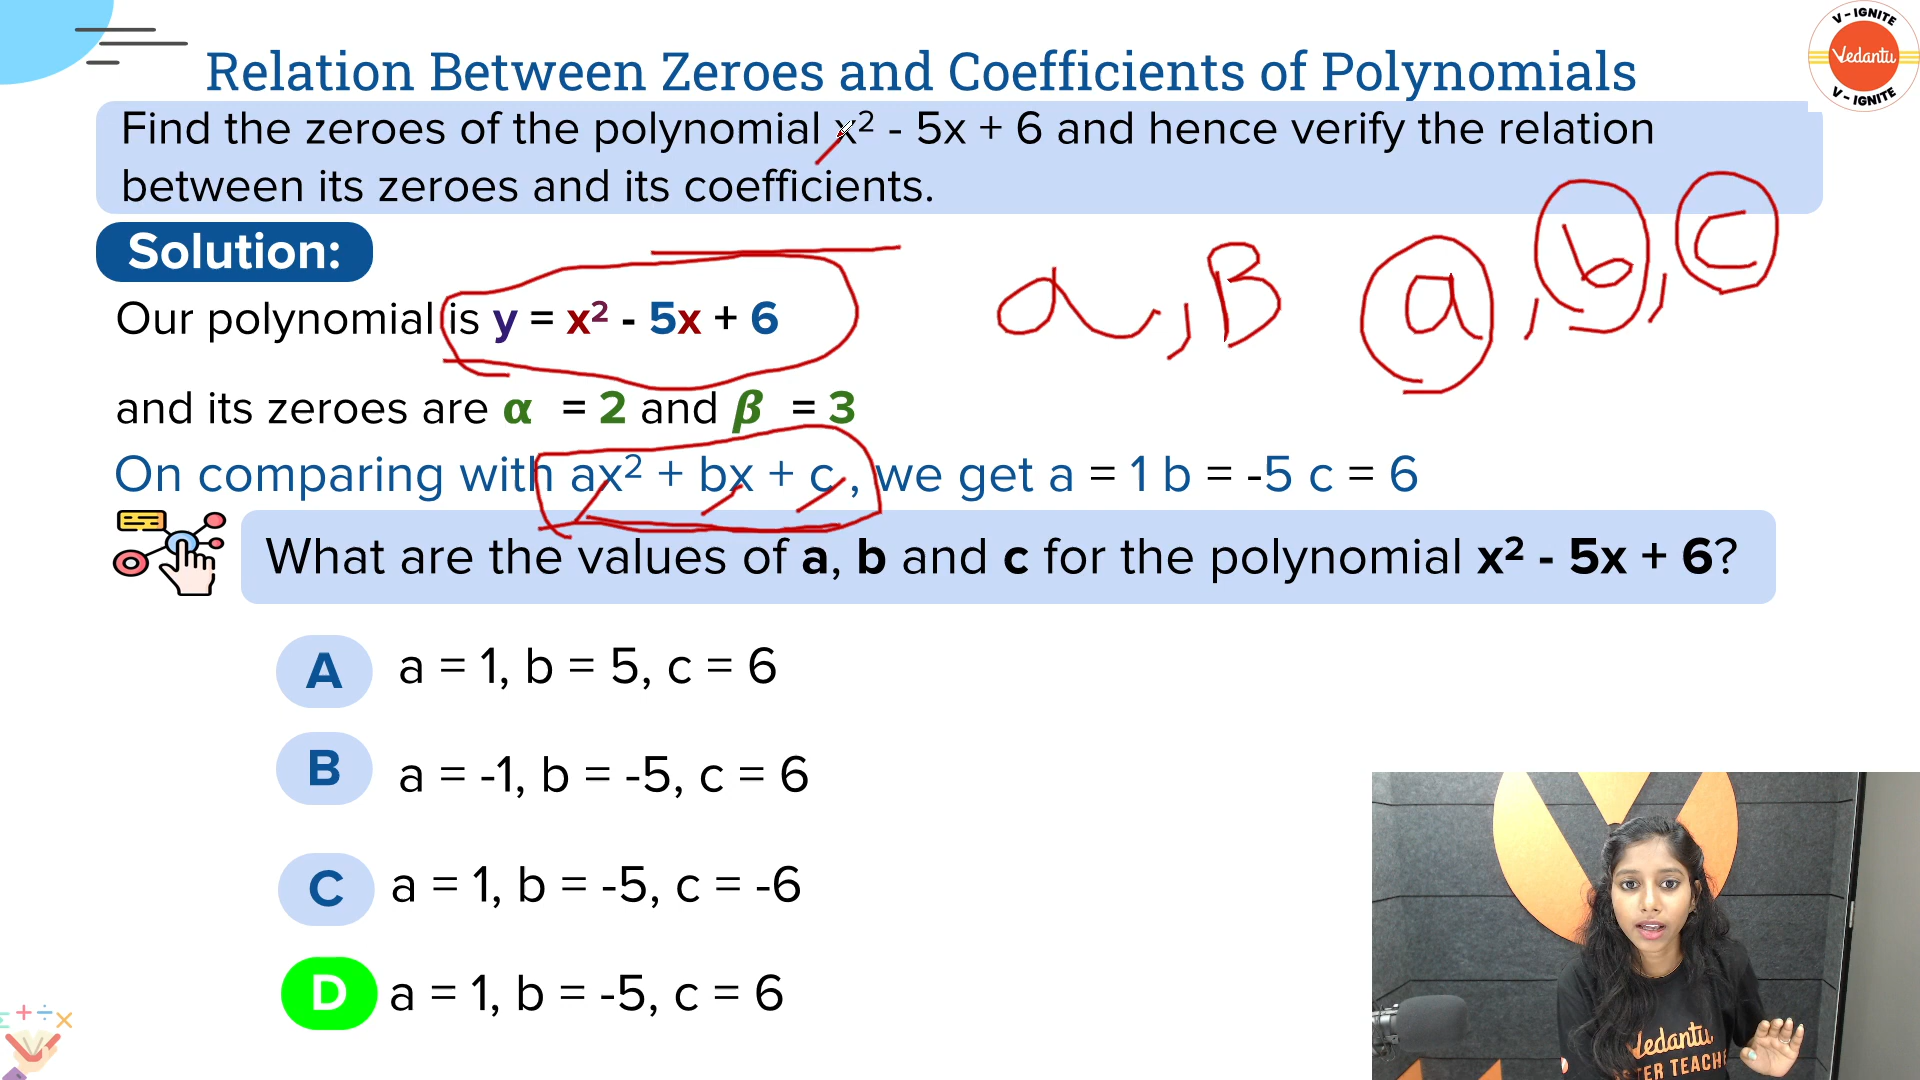 V - IGNITE
Vedantu
V - IGNITE
Relation Between Zeroes and Coefficients of Polynomials
Find the zeroes of the polynomial x² - 5x + 6 and hence verify the relation
between its zeroes and its coefficients.
Solution:
α, β a, b, c
Our polynomial is y = x² - 5x + 6
and its zeroes are α = 2 and β = 3
On comparing with ax² + bx + c , we get a = 1 b = -5 c = 6
What are the values of a, b and c for the polynomial x² - 5x + 6?
A a = 1, b = 5, c = 6
B a = -1, b = -5, c = 6
C a = 1, b = -5, c = -6
D a = 1, b = -5, c = 6
Vedantu